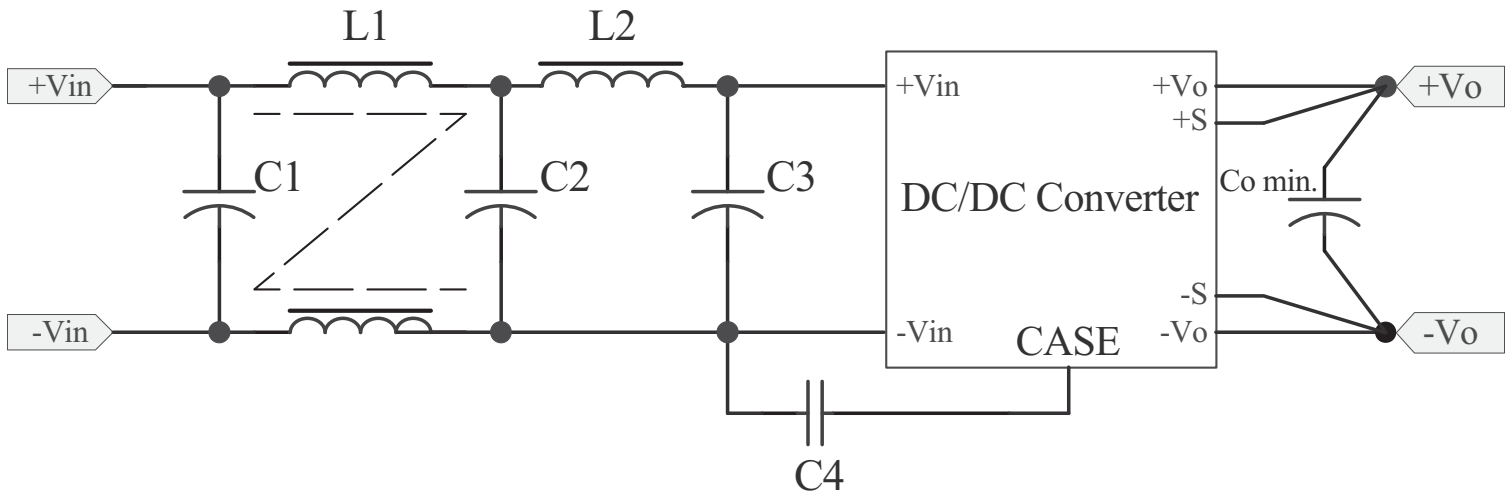 L1
L2
+Vin
+Vin
+Vo
+Vo
+S
C1
C2
C3
Co min.
DC/DC Converter
-S
-Vin
-Vin
CASE
-Vo
-Vo
C4